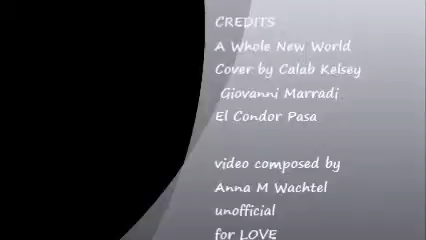 CREDITS
A Whole New World
Cover by Calab Kelsey
Giovanni Marradi
El Condor Pasa
video composed by
Anna M Wachtel
unofficial
for LOVE